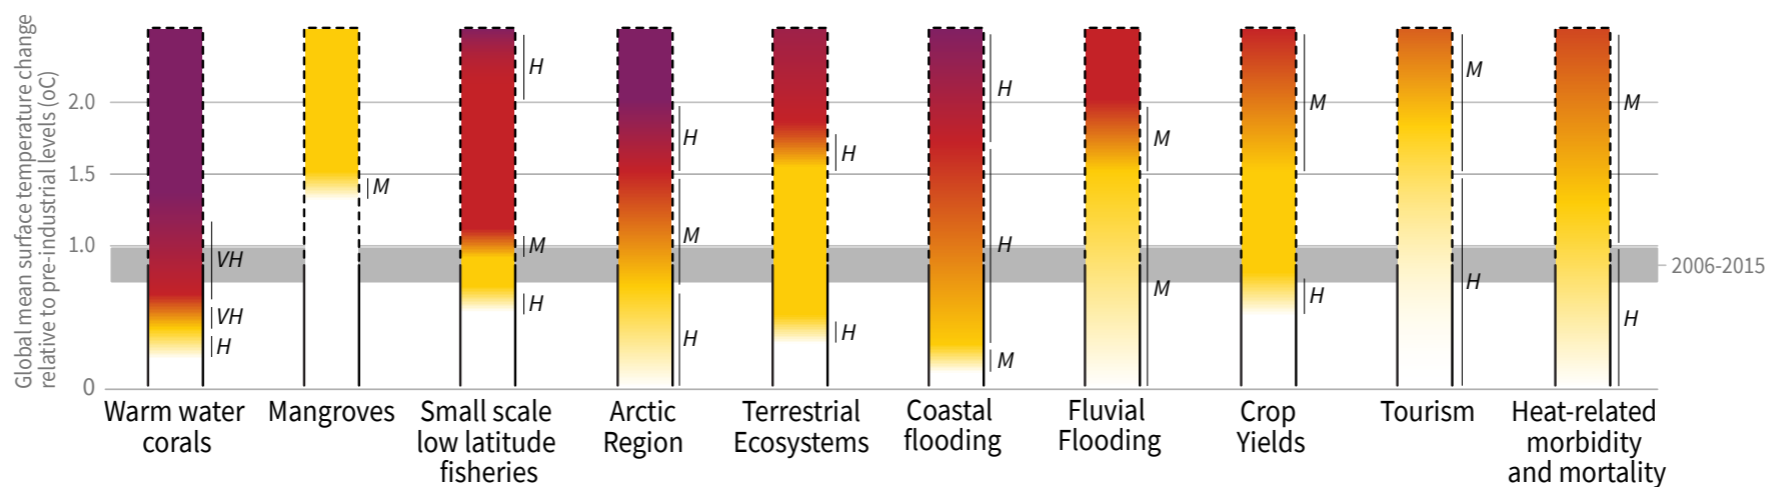 Global mean surface temperature change
relative to pre-industrial levels (oC)
2.0
1.5
1.0
0
VH
VH
H
M
H
M
H
H
M
H
H
H
H
H
M
M
M
M
H
M
H
M
H
2006-2015
Warm water
corals
Mangroves
Small scale
low latitude
fisheries
Arctic
Region
Terrestrial
Ecosystems
Coastal
flooding
Fluvial
Flooding
Crop
Yields
Tourism
Heat-related
morbidity
and mortality